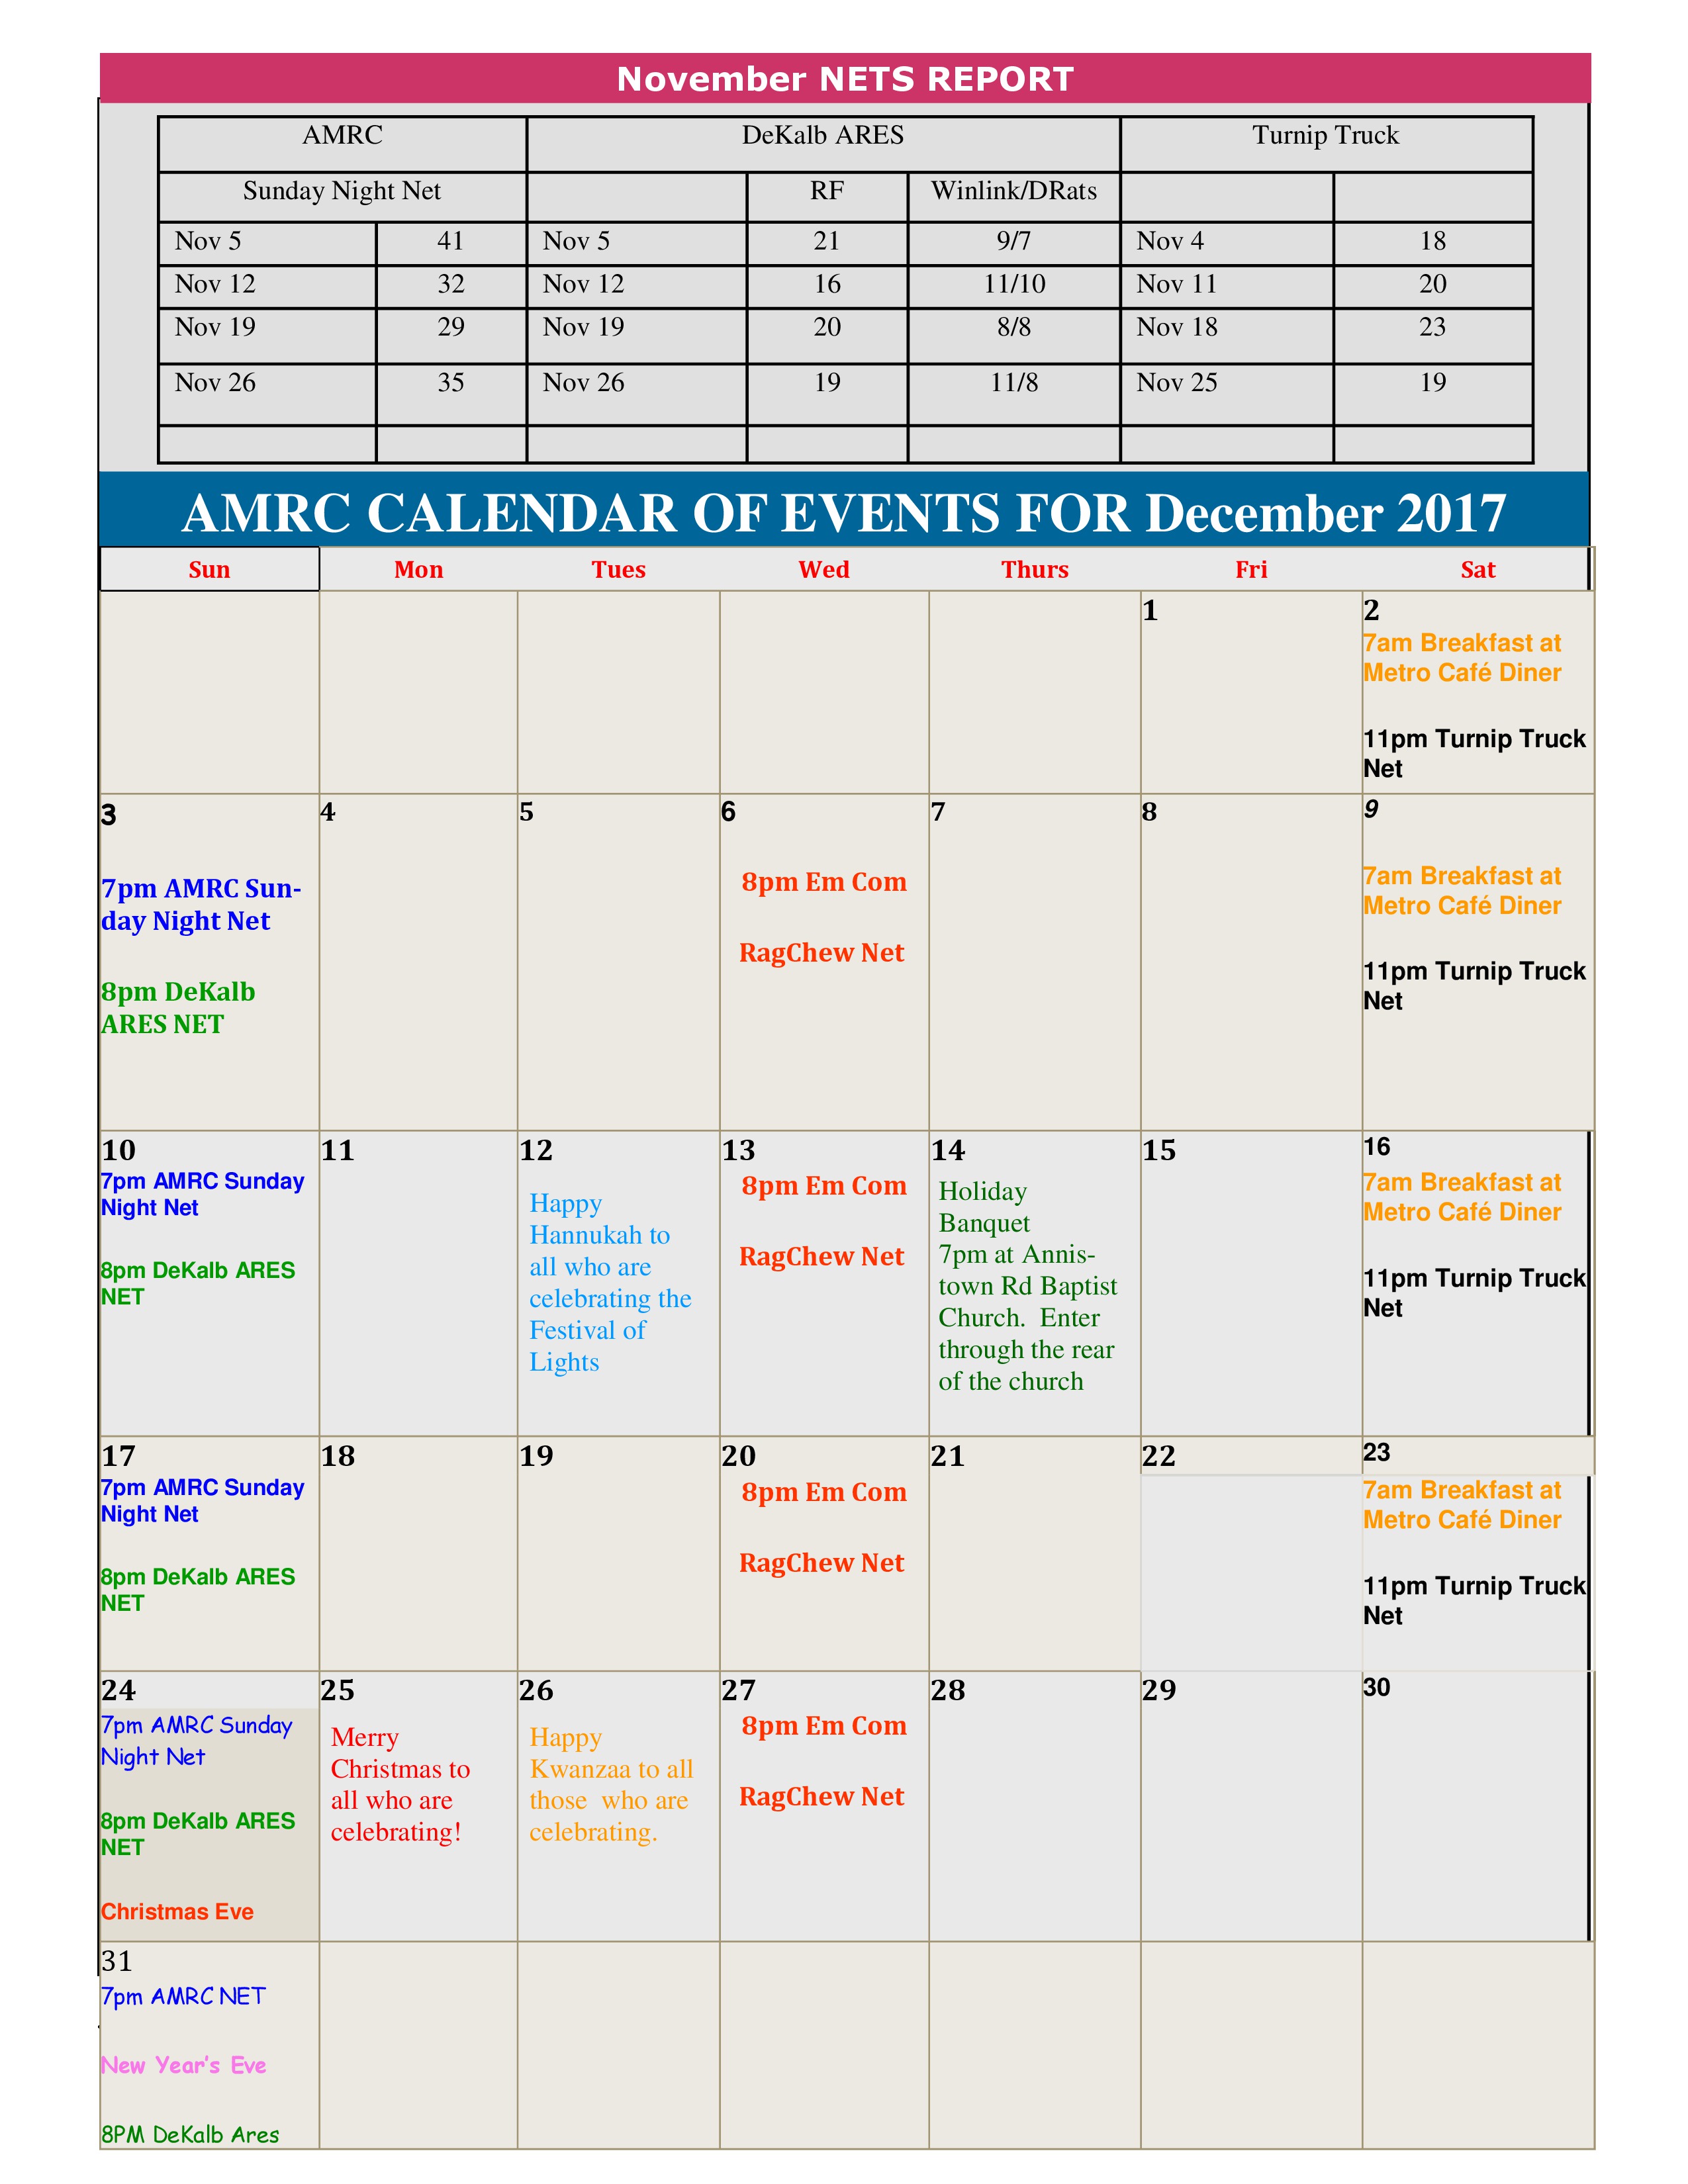 November NETS REPORT
AMRC DeKalb ARES Turnip Truck
Sunday Night Net RF Winlink/DRats
Nov 5 41 Nov 5 21 9/7 Nov 4 18
Nov 12 32 Nov 12 16 11/10 Nov 11 20
Nov 19 29 Nov 19 20 8/8 Nov 18 23
Nov 26 35 Nov 26 19 11/8 Nov 25 19
AMRC CALENDAR OF EVENTS FOR December 2017
Sun Mon Tues Wed Thurs Fri Sat
1
2
7am Breakfast at
Metro Café Diner
11pm Turnip Truck
Net
3
7pm AMRC Sun-
day Night Net
8pm DeKalb
ARES NET
4
5
6
8pm Em Com
RagChew Net
7
8
9
7am Breakfast at
Metro Café Diner
11pm Turnip Truck
Net
10
7pm AMRC Sunday
Night Net
8pm DeKalb ARES
NET
11
12
Happy
Hannukah to
all who are
celebrating the
Festival of
Lights
13
8pm Em Com
RagChew Net
14
Holiday
Banquet
7pm at Annis-
town Rd Baptist
Church. Enter
through the rear
of the church
15
16
7am Breakfast at
Metro Café Diner
11pm Turnip Truck
Net
17
7pm AMRC Sunday
Night Net
8pm DeKalb ARES
NET
18
19
20
8pm Em Com
RagChew Net
21
22
23
7am Breakfast at
Metro Café Diner
11pm Turnip Truck
Net
24
7pm AMRC Sunday
Night Net
8pm DeKalb ARES
NET
Christmas Eve
25
Merry
Christmas to
all who are
celebrating!
26
Happy
Kwanzaa to all
those who are
celebrating.
27
8pm Em Com
RagChew Net
28
29
30
31
7pm AMRC NET
New Year's Eve
8PM DeKalb Ares